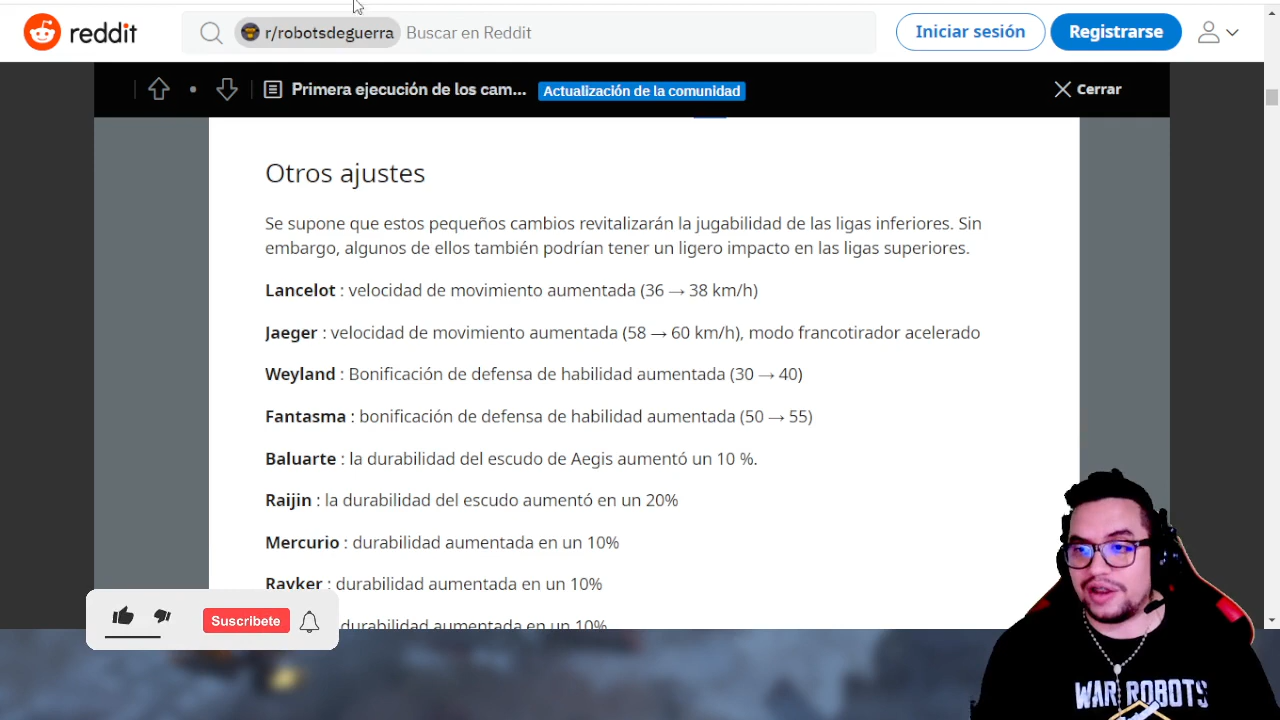 reddit
r/robotsdeguerra
Buscar en Reddit
Iniciar sesión
Registrarse
Primera ejecución de los cam...
Actualización de la comunidad
Cerrar
Otros ajustes
Se supone que estos pequeños cambios revitalizarán la jugabilidad de las ligas inferiores. Sin
embargo, algunos de ellos también podrían tener un ligero impacto en las ligas superiores.
Lancelot : velocidad de movimiento aumentada (36 → 38 km/h)
Jaeger : velocidad de movimiento aumentada (58 → 60 km/h), modo francotirador acelerado
Weyland : Bonificación de defensa de habilidad aumentada (30 → 40)
Fantasma : bonificación de defensa de habilidad aumentada (50 → 55)
Baluarte : la durabilidad del escudo de Aegis aumentó un 10 %.
Raijin : la durabilidad del escudo aumentó en un 20%
Mercurio : durabilidad aumentada en un 10%
Rayker : durabilidad aumentada en un 10%
durabilidad aumentada en un 10%
Suscribete
WAR ROBOTS